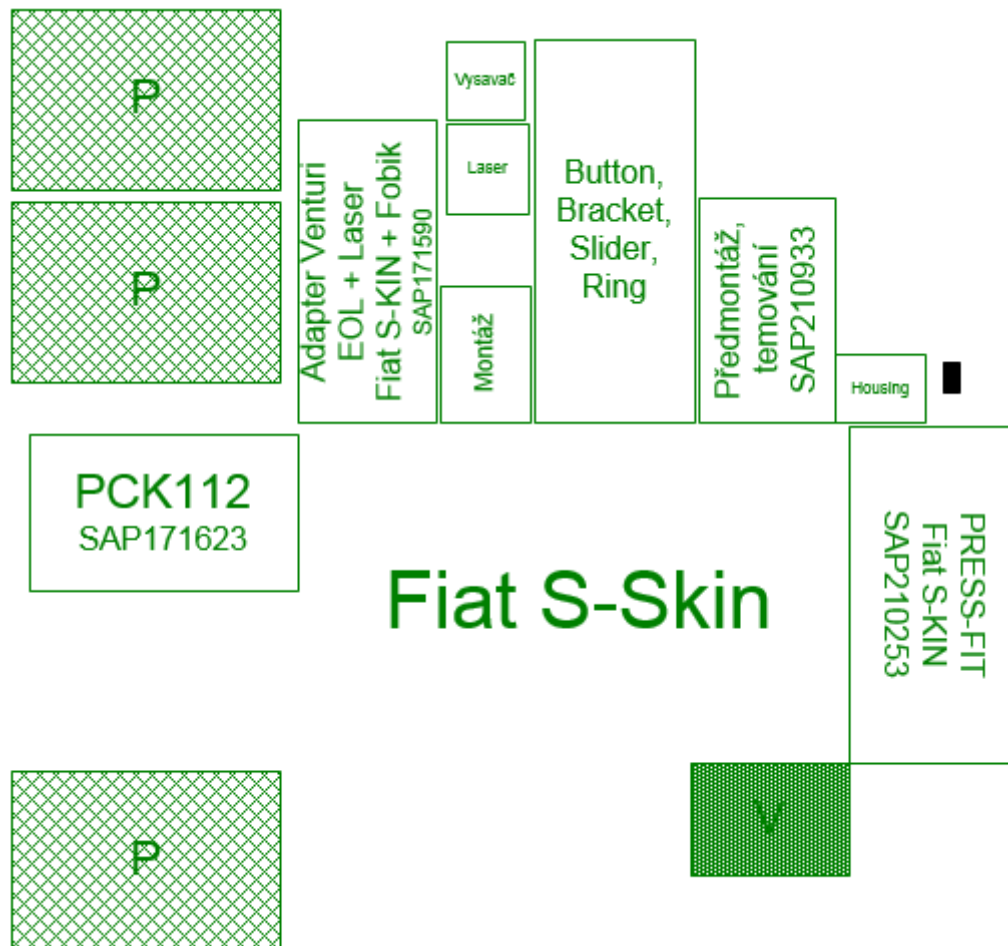 P
P
Adapter Venturi
EOL + Laser
Fiat S-KIN + Fobik
SAP171590
Vysavač
Laser
Montáž
Button,
Bracket,
Slider,
Ring
Předmontáž,
temování
SAP210933
Housing
PCK112
SAP171623
Fiat S-Skin
PRESS-FIT
Fiat S-KIN
SAP210253
P
V